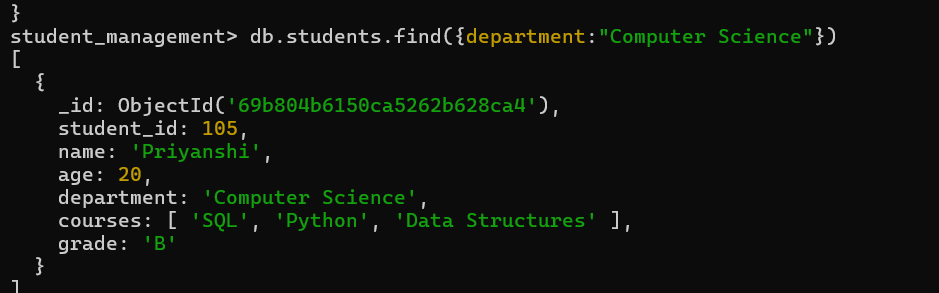 }
student_management> db.students.find({department:"Computer Science"})
[
  {
    _id: ObjectId('69b804b6150ca5262b628ca4'),
    student_id: 105,
    name: 'Priyanshi',
    age: 20,
    department: 'Computer Science',
    courses: [ 'SQL', 'Python', 'Data Structures' ],
    grade: 'B'
  }
]